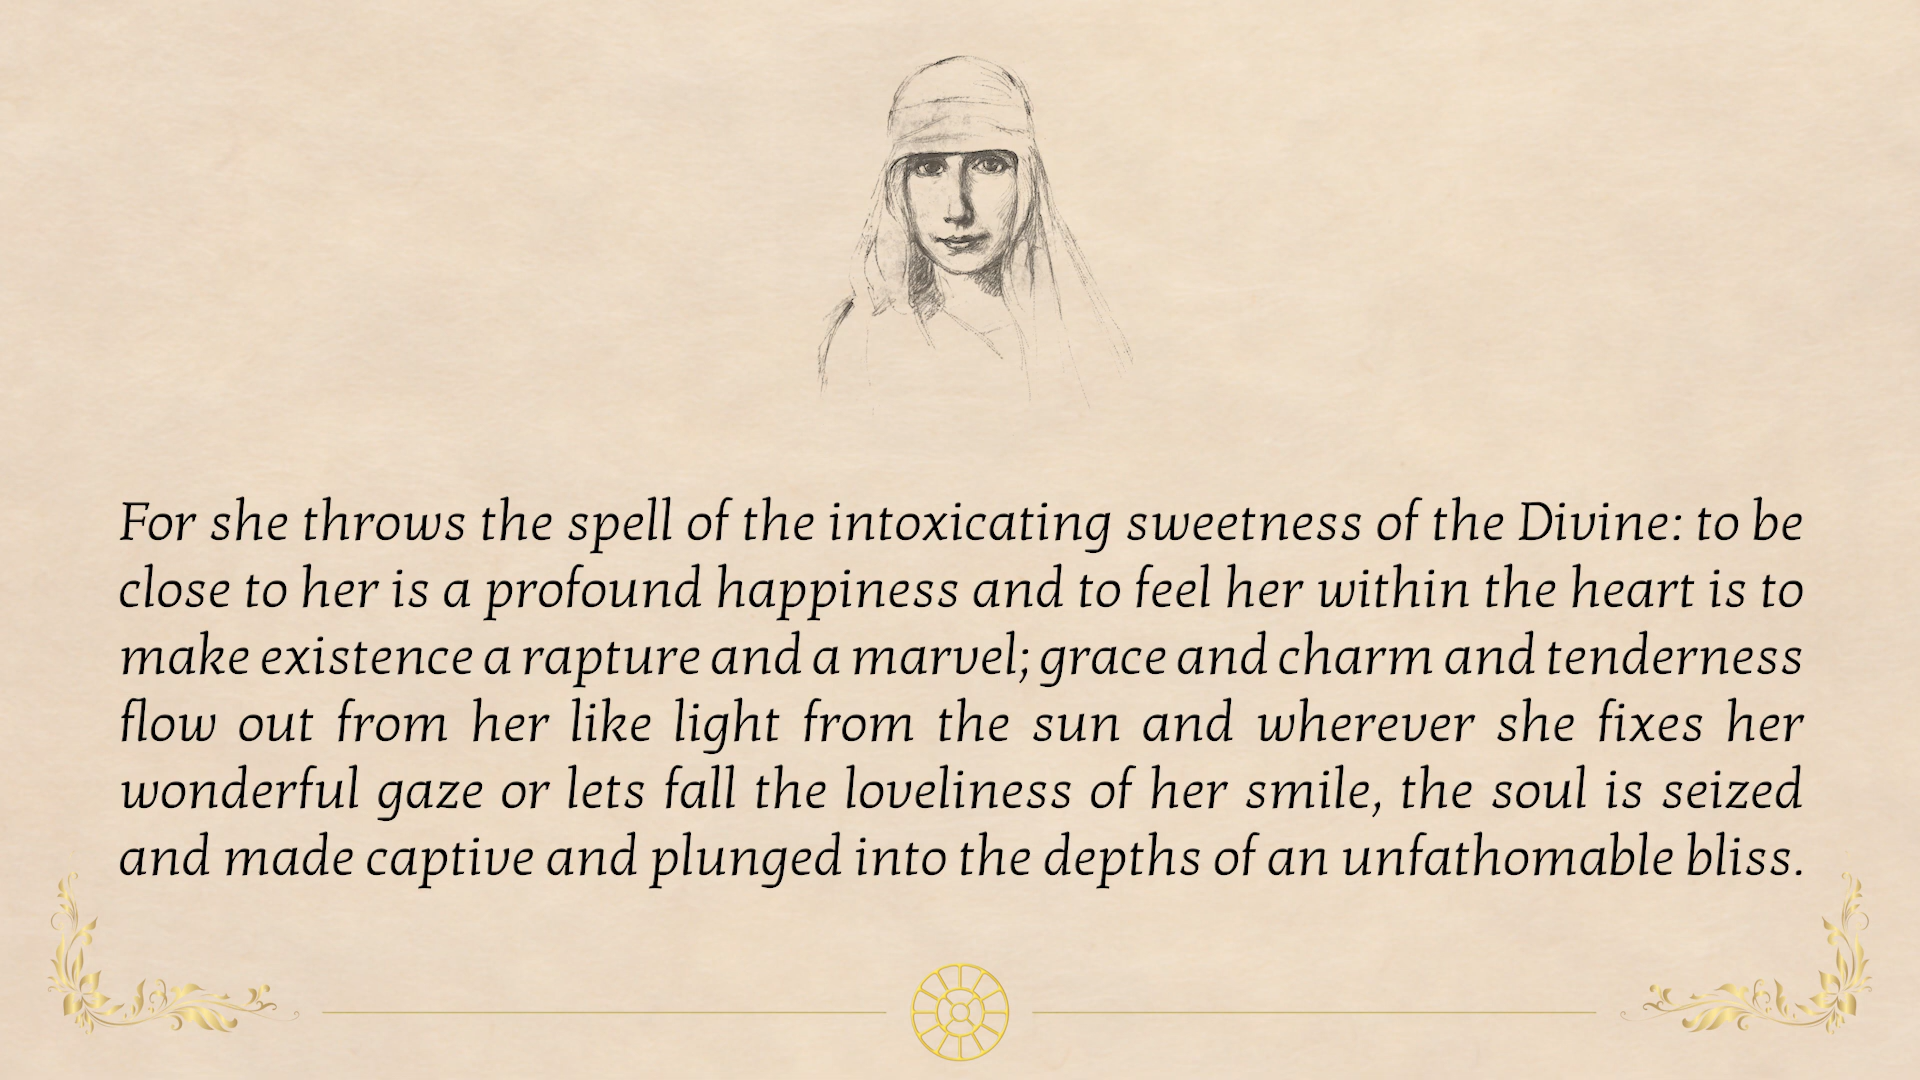 For she throws the spell of the intoxicating sweetness of the Divine: to be
close to her is a profound happiness and to feel her within the heart is to
make existence a rapture and a marvel; grace and charm and tenderness
flow out from her like light from the sun and wherever she fixes her
wonderful gaze or lets fall the loveliness of her smile, the soul is seized
and made captive and plunged into the depths of an unfathomable bliss.